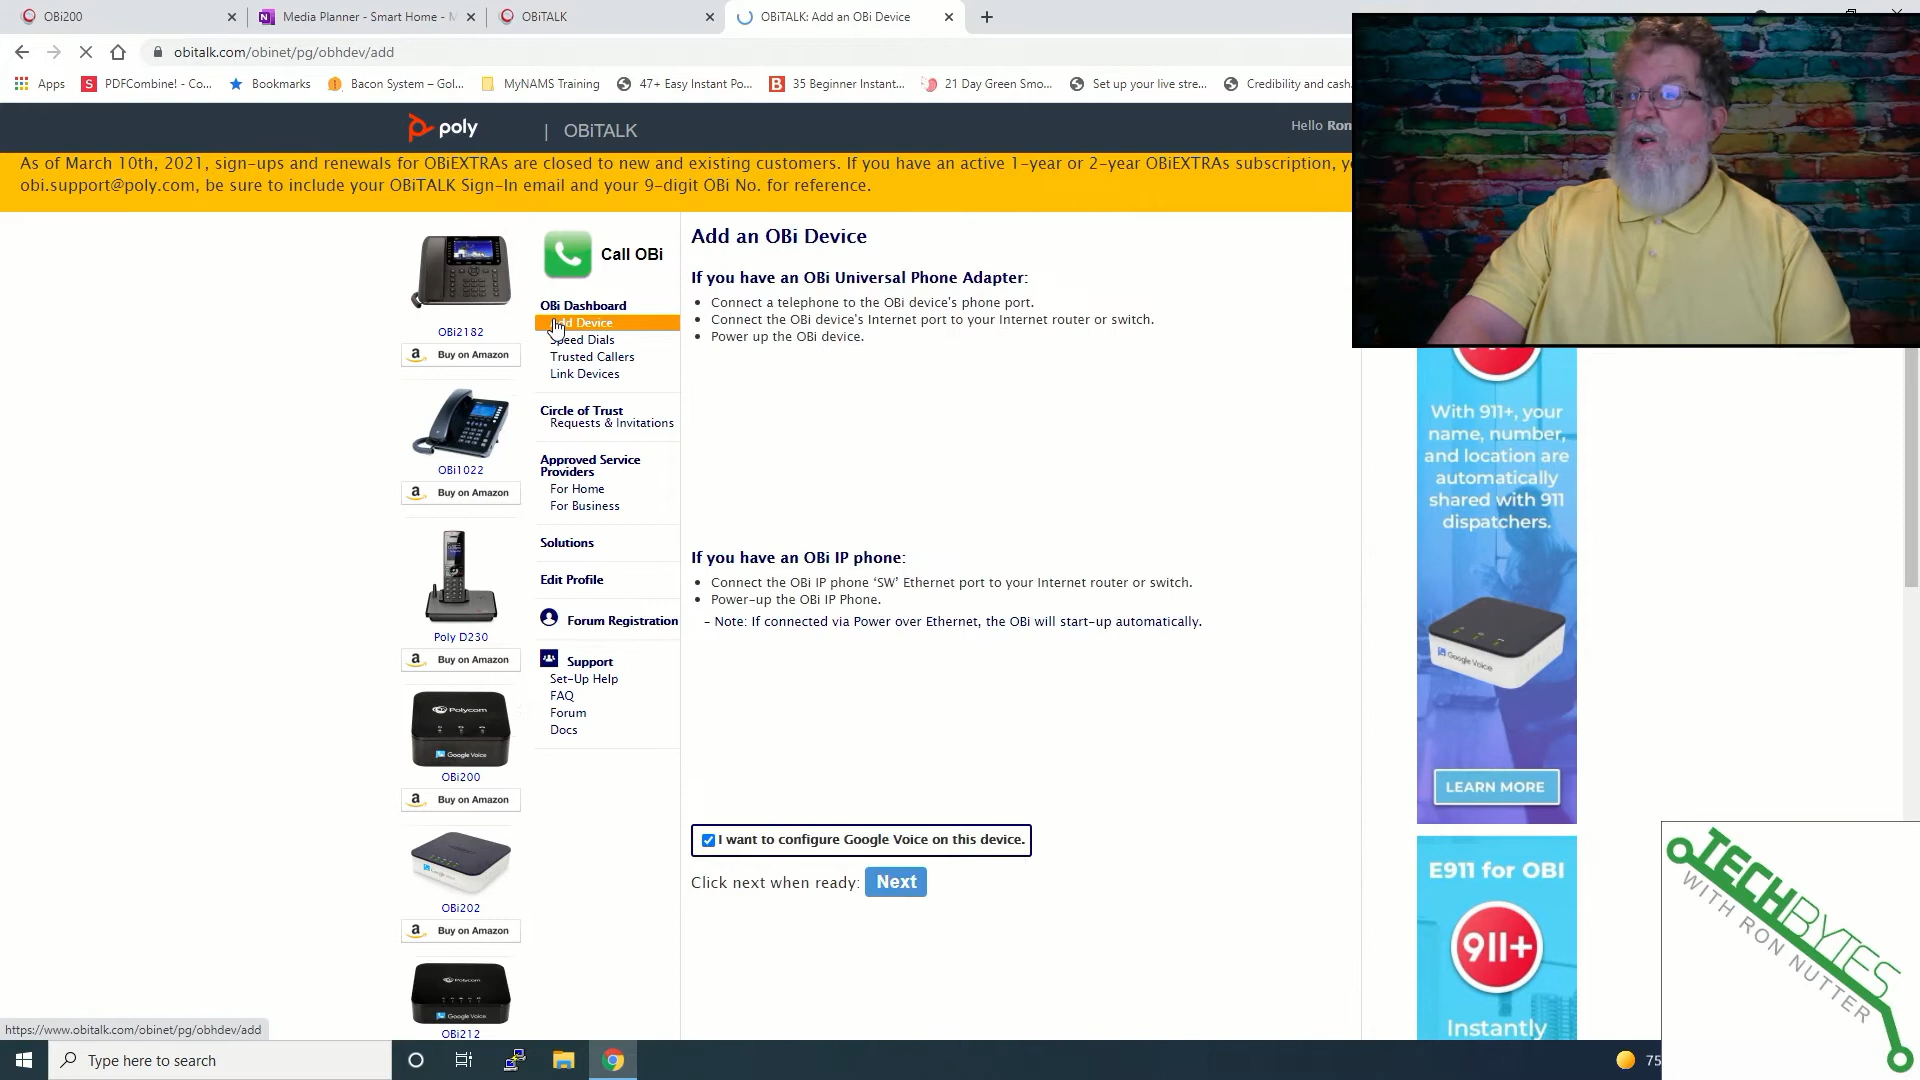 OBi200
Media Planner - Smart Home - M
OBiTALK
OBiTALK: Add an OBi Device
obitalk.com/obinet/pg/obhdev/add
Apps
PDFCombine! - Co...
Bookmarks
Bacon System – Gol...
MyNAMS Training
47+ Easy Instant Po...
35 Beginner Instant...
21 Day Green Smo...
Set up your live stre...
Credibility and cash
poly | OBiTALK
Hello Ron
As of March 10th, 2021, sign-ups and renewals for OBiEXTRAs are closed to new and existing customers. If you have an active 1-year or 2-year OBiEXTRAs subscription,
obi.support@poly.com, be sure to include your OBiTALK Sign-In email and your 9-digit OBi No. for reference.
OBi2182
Buy on Amazon
OBi1022
Buy on Amazon
Poly D230
Buy on Amazon
Polycom
Google Voice
OBi200
Buy on Amazon
OBi202
Buy on Amazon
Polycom
Google Voice
OBi212
Call OBi
OBi Dashboard
Device
Speed Dials
Trusted Callers
Link Devices
Circle of Trust
Requests & Invitations
Approved Service
Providers
For Home
For Business
Solutions
Edit Profile
Forum Registration
Support
Set-Up Help
FAQ
Forum
Docs
Add an OBi Device
If you have an OBi Universal Phone Adapter:
• Connect a telephone to the OBi device's phone port.
• Connect the OBi device's Internet port to your Internet router or switch.
• Power up the OBi device.
If you have an OBi IP phone:
• Connect the OBi IP phone ‘SW’ Ethernet port to your Internet router or switch.
• Power-up the OBi IP Phone.
– Note: If connected via Power over Ethernet, the OBi will start-up automatically.
I want to configure Google Voice on this device.
Click next when ready: Next
With 911+, your
name, number,
and location are
automatically
shared with 911
dispatchers.
Google Voice
LEARN MORE
E911 for OBI
911+
Instantly
TECHBYTES
WITH RON NUTTER
https://www.obitalk.com/obinet/pg/obhdev/add
Type here to search
75